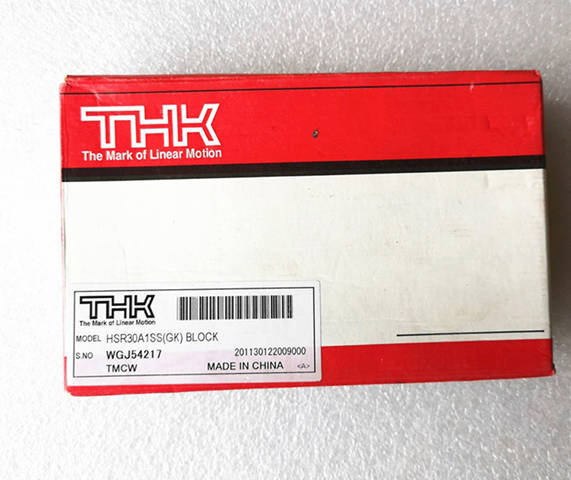 THK
The Mark of Linear Motion
THK
The Mark of Linear Motion
MODEL HSR30A1SS(GK) BLOCK
S.NO WGJ54217 201130122009000
TMCW MADE IN CHINA <A>